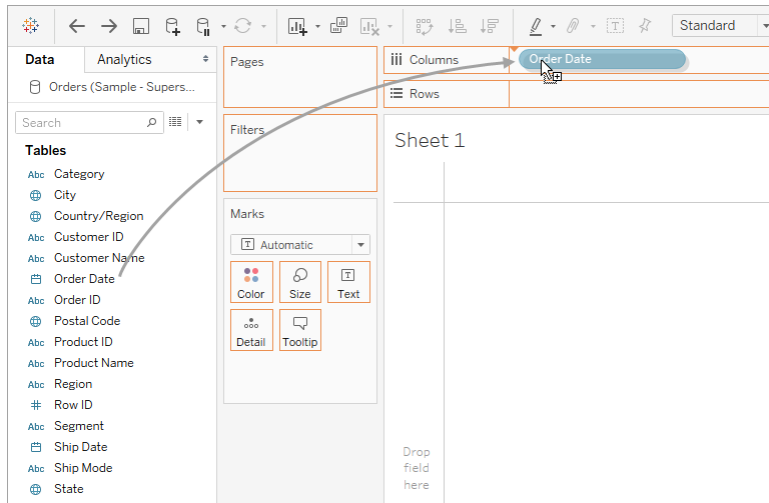 Standard
Data
Analytics
Orders (Sample - Supers...
Search
Tables
Abc Category
City
Country/Region
Abc Customer ID
Abc Customer Name
Order Date
Abc Order ID
Postal Code
Abc Product ID
Abc Product Name
Abc Region
# Row ID
Abc Segment
Ship Date
Abc Ship Mode
State
Pages
Filters
Marks
T Automatic
Color Size T Text
Detail Tooltip
iii Columns
Order Date
Rows
Sheet 1
Drop
field
here